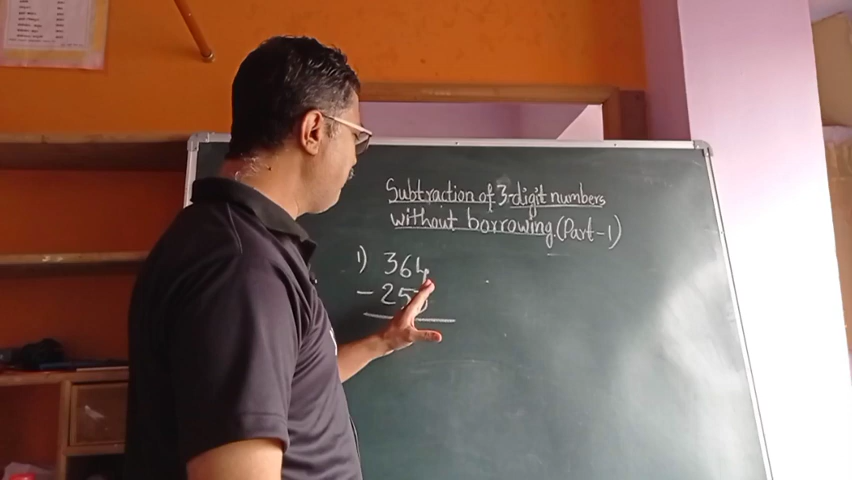 Subtraction of 3-digit numbers
without borrowing.(Part-1)
1) 364
- 25